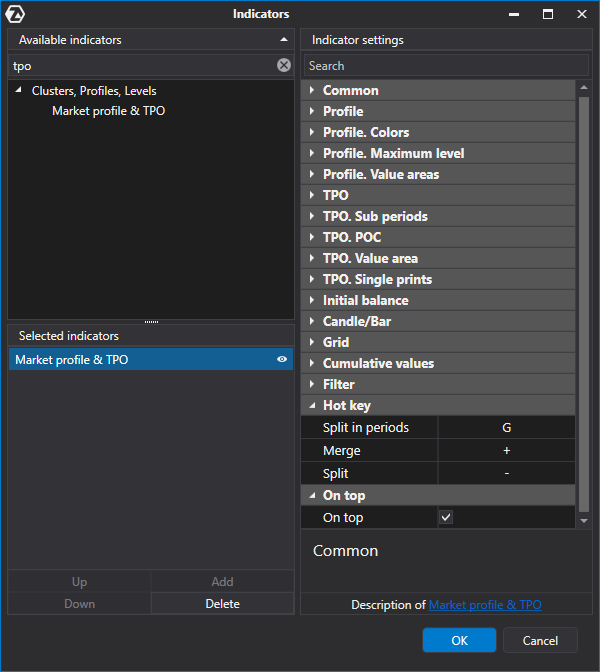 Indicators
Available indicators
tpo
Clusters, Profiles, Levels
Market profile & TPO
Selected indicators
Market profile & TPO
Up
Add
Down
Delete
Indicator settings
Search
Common
Profile
Profile. Colors
Profile. Maximum level
Profile. Value areas
TPO
TPO. Sub periods
TPO. POC
TPO. Value area
TPO. Single prints
Initial balance
Candle/Bar
Grid
Cumulative values
Filter
Hot key
Split in periods G
Merge +
Split -
On top
On top
Common
Description of Market profile & TPO
OK
Cancel